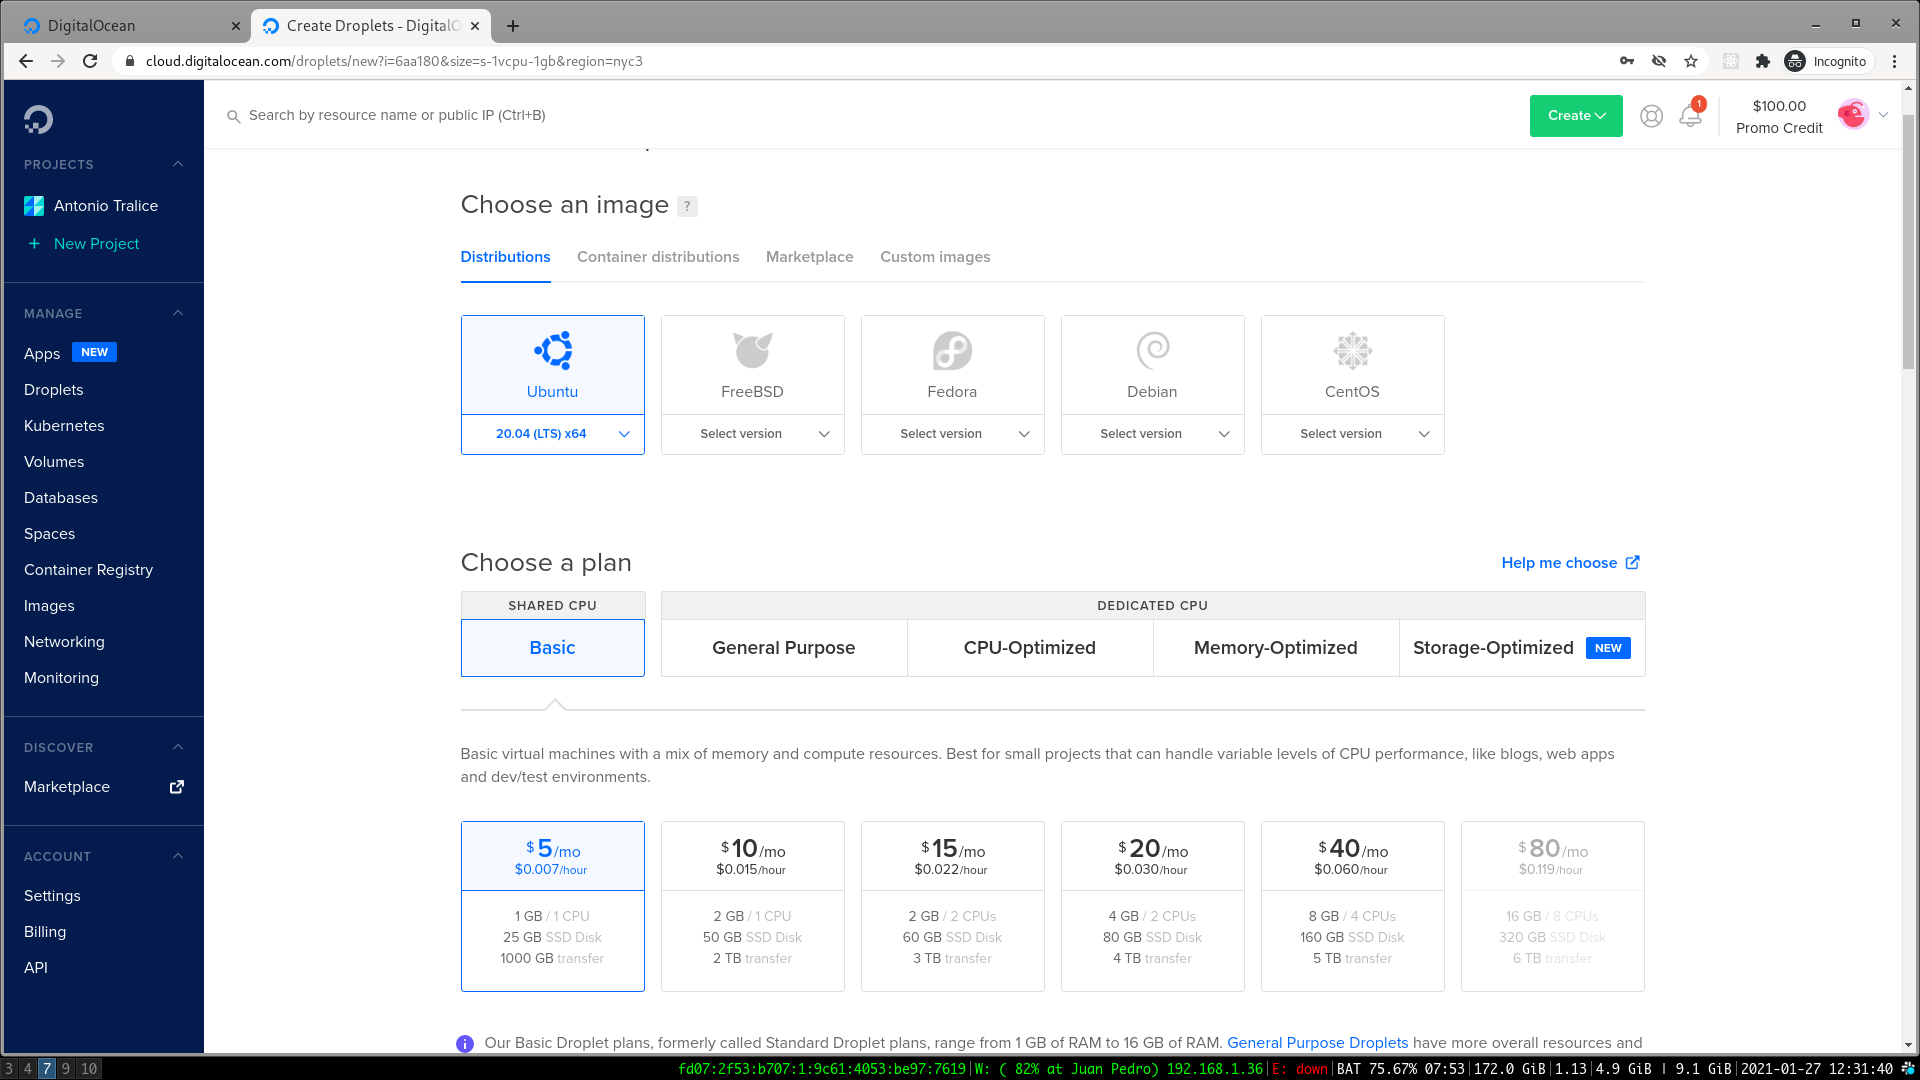 DigitalOcean
Create Droplets - DigitalO
cloud.digitalocean.com/droplets/new?i=6aa180&size=s-1vcpu-1gb&region=nyc3
Incognito
Search by resource name or public IP (Ctrl+B)
Create
1
$100.00
Promo Credit
PROJECTS
Antonio Tralice
+ New Project
MANAGE
Apps NEW
Droplets
Kubernetes
Volumes
Databases
Spaces
Container Registry
Images
Networking
Monitoring
DISCOVER
Marketplace
ACCOUNT
Settings
Billing
API
Choose an image ?
Distributions
Container distributions
Marketplace
Custom images
Ubuntu
20.04 (LTS) x64
FreeBSD
Select version
Fedora
Select version
Debian
Select version
CentOS
Select version
Choose a plan
Help me choose
SHARED CPU
DEDICATED CPU
Basic
General Purpose
CPU-Optimized
Memory-Optimized
Storage-Optimized NEW
Basic virtual machines with a mix of memory and compute resources. Best for small projects that can handle variable levels of CPU performance, like blogs, web apps
and dev/test environments.
$5/mo
$0.007/hour
1 GB / 1 CPU
25 GB SSD Disk
1000 GB transfer
$10/mo
$0.015/hour
2 GB / 1 CPU
50 GB SSD Disk
2 TB transfer
$15/mo
$0.022/hour
2 GB / 2 CPUs
60 GB SSD Disk
3 TB transfer
$20/mo
$0.030/hour
4 GB / 2 CPUs
80 GB SSD Disk
4 TB transfer
$40/mo
$0.060/hour
8 GB / 4 CPUs
160 GB SSD Disk
5 TB transfer
$80/mo
$0.119/hour
16 GB / 8 CPUs
320 GB SSD Disk
6 TB transfer
Our Basic Droplet plans, formerly called Standard Droplet plans, range from 1 GB of RAM to 16 GB of RAM. General Purpose Droplets have more overall resources and
3 4 7 9 10
fd07:2f53:b707:1:9c61:4053:be97:7619|W: ( 82% at Juan Pedro) 192.168.1.36|E: down|BAT 75.67% 07:53|172.0 GiB|1.13|4.9 GiB | 9.1 GiB|2021-01-27 12:31:40